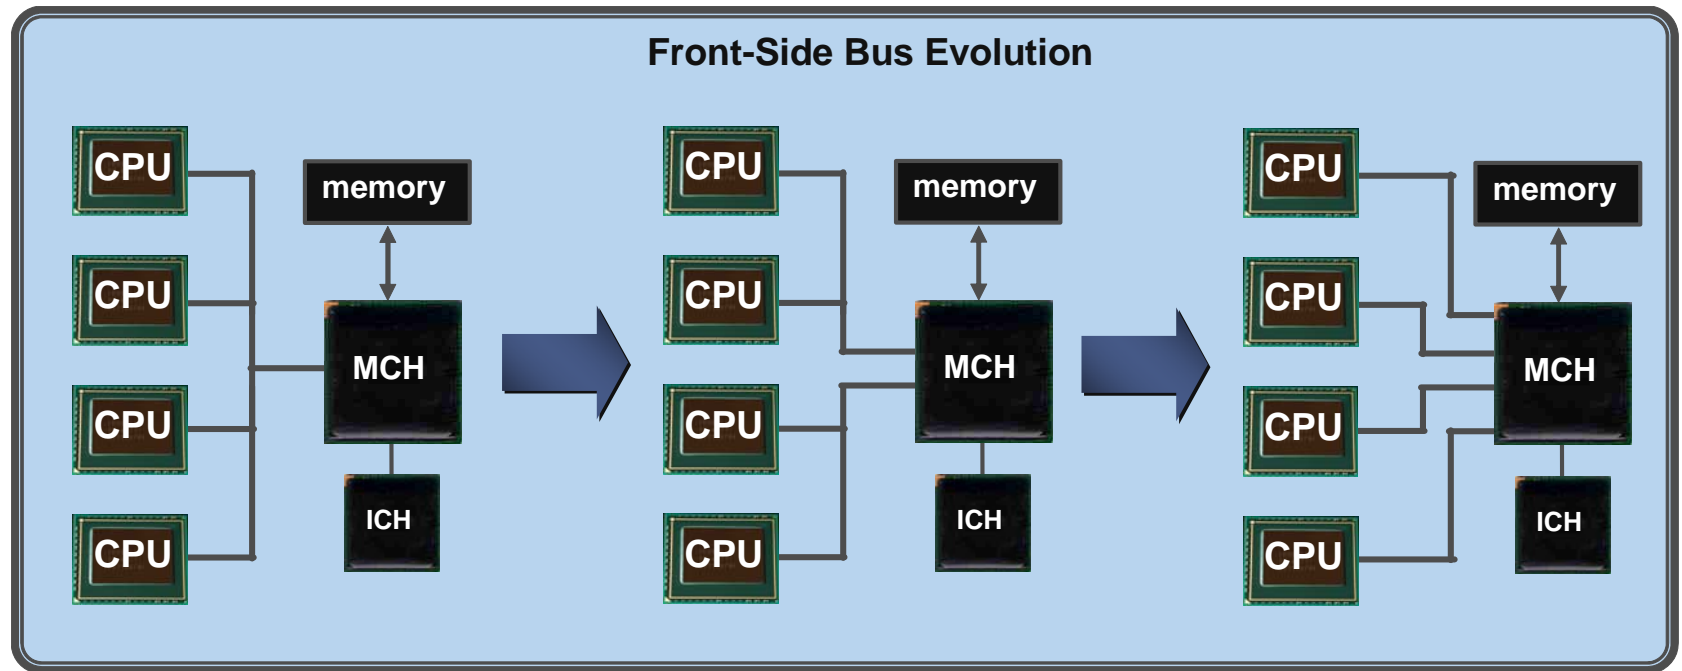 Front-Side Bus Evolution
CPU
memory
CPU
MCH
CPU
ICH
CPU
CPU
memory
CPU
MCH
CPU
ICH
CPU
CPU
memory
CPU
MCH
CPU
ICH
CPU